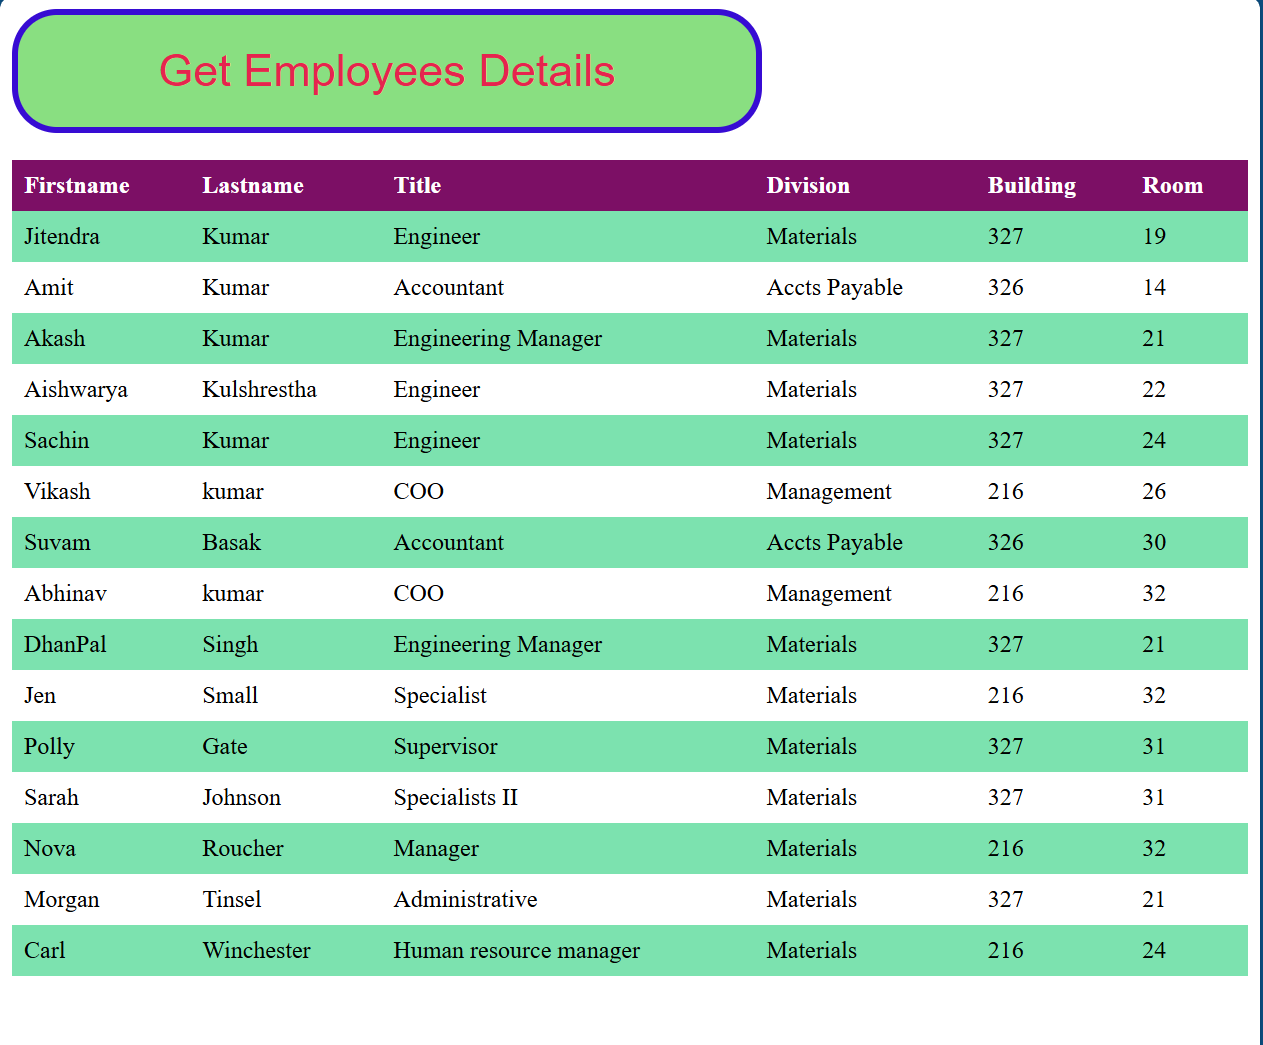 Get Employees Details
Firstname Lastname Title Division Building Room
Jitendra Kumar Engineer Materials 327 19
Amit Kumar Accountant Accts Payable 326 14
Akash Kumar Engineering Manager Materials 327 21
Aishwarya Kulshrestha Engineer Materials 327 22
Sachin Kumar Engineer Materials 327 24
Vikash kumar COO Management 216 26
Suvam Basak Accountant Accts Payable 326 30
Abhinav kumar COO Management 216 32
DhanPal Singh Engineering Manager Materials 327 21
Jen Small Specialist Materials 216 32
Polly Gate Supervisor Materials 327 31
Sarah Johnson Specialists II Materials 327 31
Nova Roucher Manager Materials 216 32
Morgan Tinsel Administrative Materials 327 21
Carl Winchester Human resource manager Materials 216 24